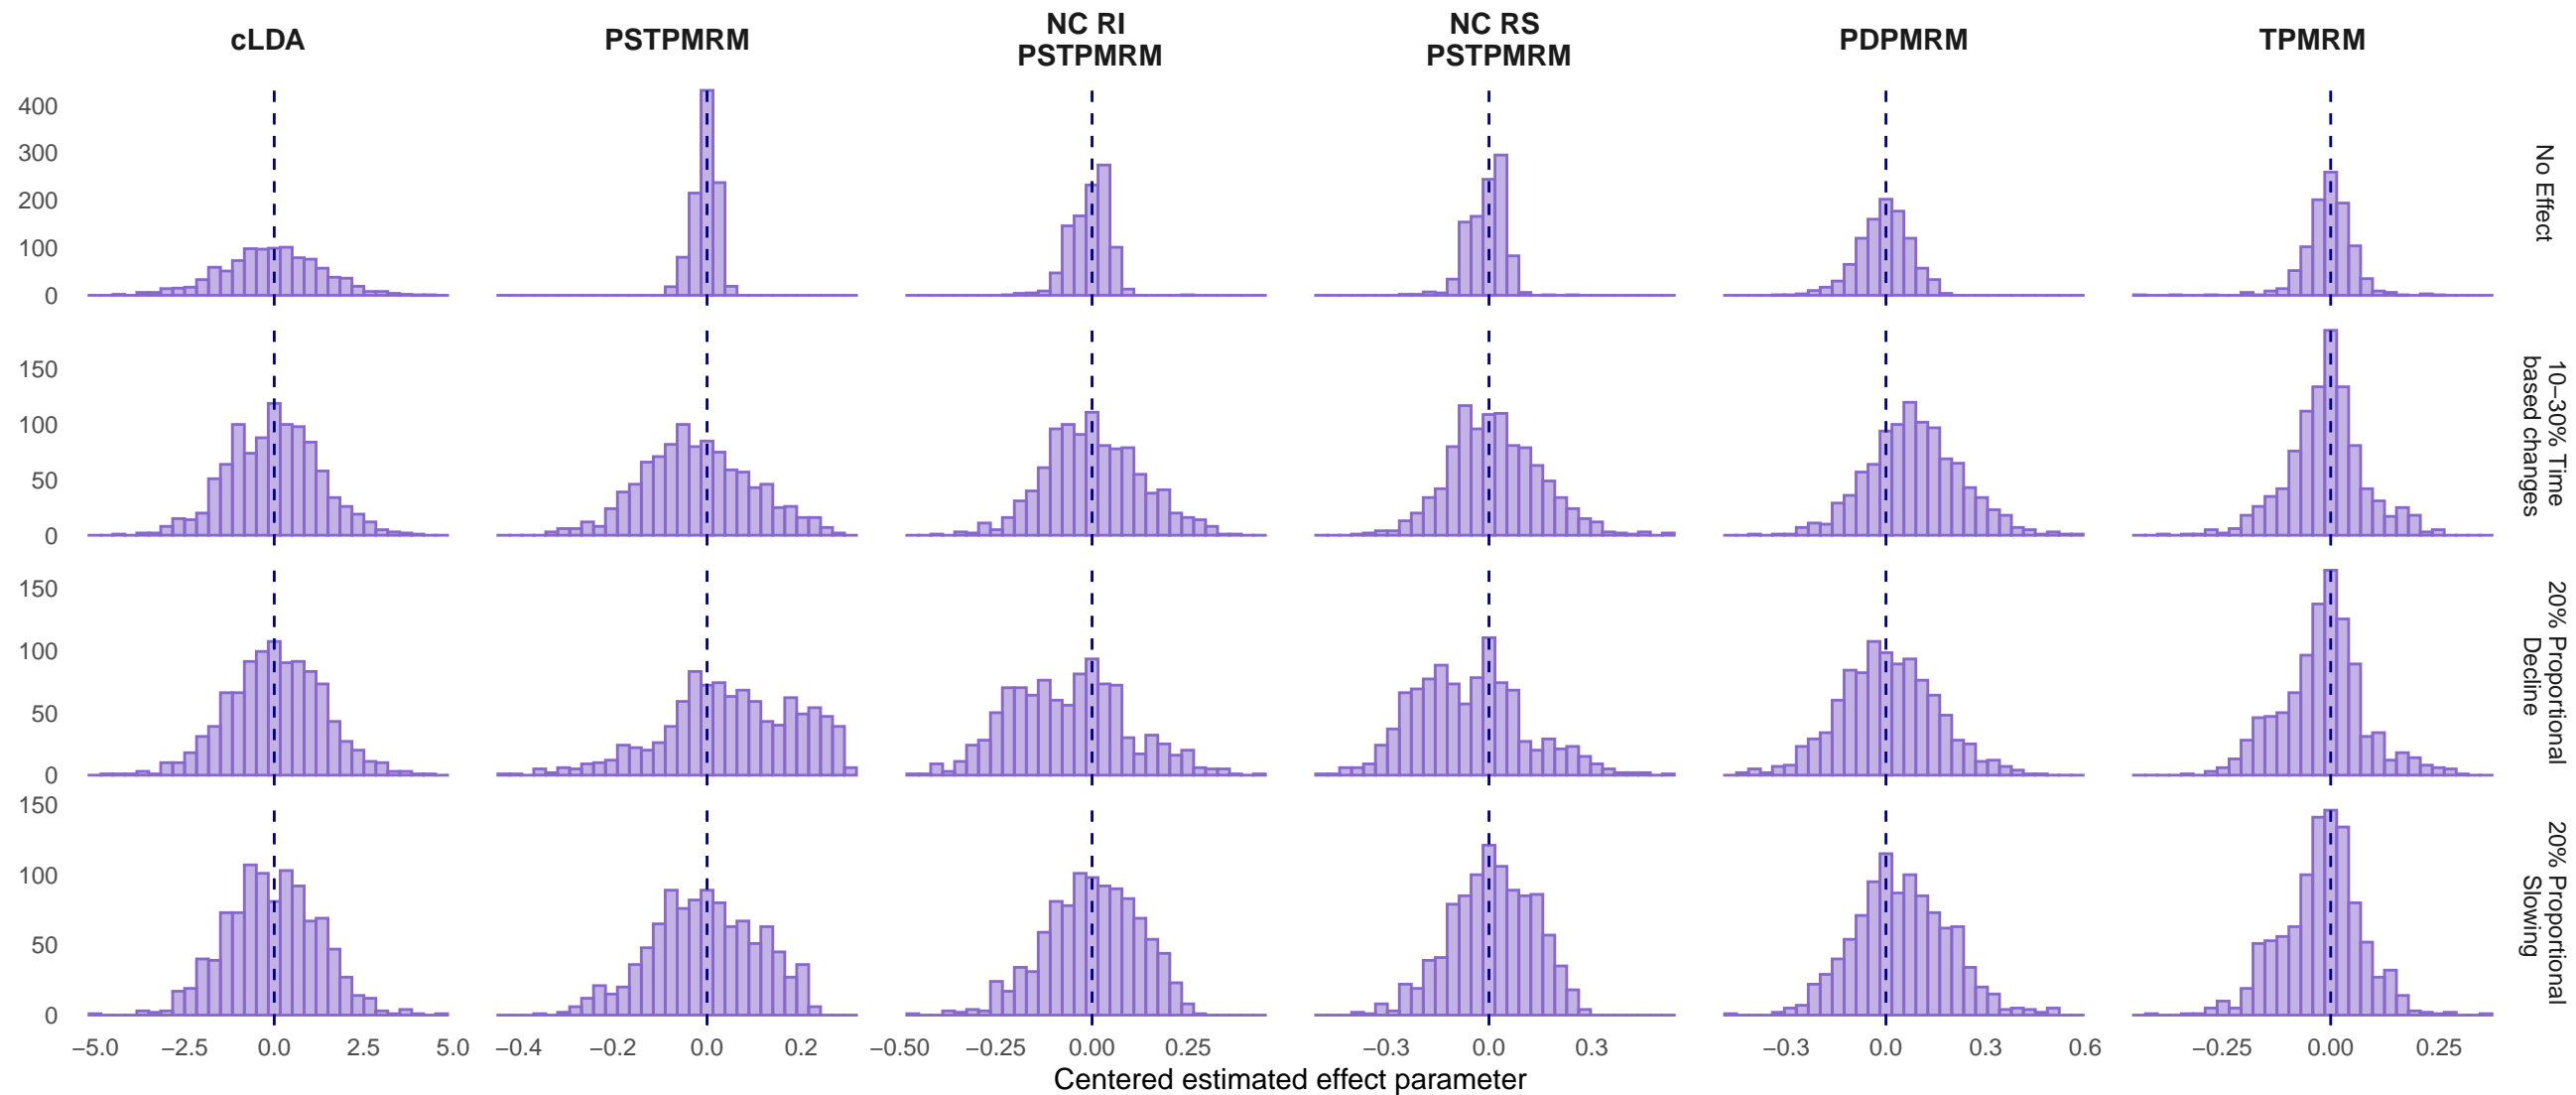 cLDA
PSTPMRM
NC RI
PSTPMRM
NC RS
PSTPMRM
PDPMRM
TPMRM
400
300
200
100
0
No Effect
150
100
50
0
10–30% Time
based changes
150
100
50
0
20% Proportional
Decline
150
100
50
0
20% Proportional
Slowing
−5.0 −2.5 0.0 2.5 5.0
−0.4 −0.2 0.0 0.2
−0.50 −0.25 0.00 0.25
−0.3 0.0 0.3
−0.3 0.0 0.3 0.6
−0.25 0.00 0.25
Centered estimated effect parameter